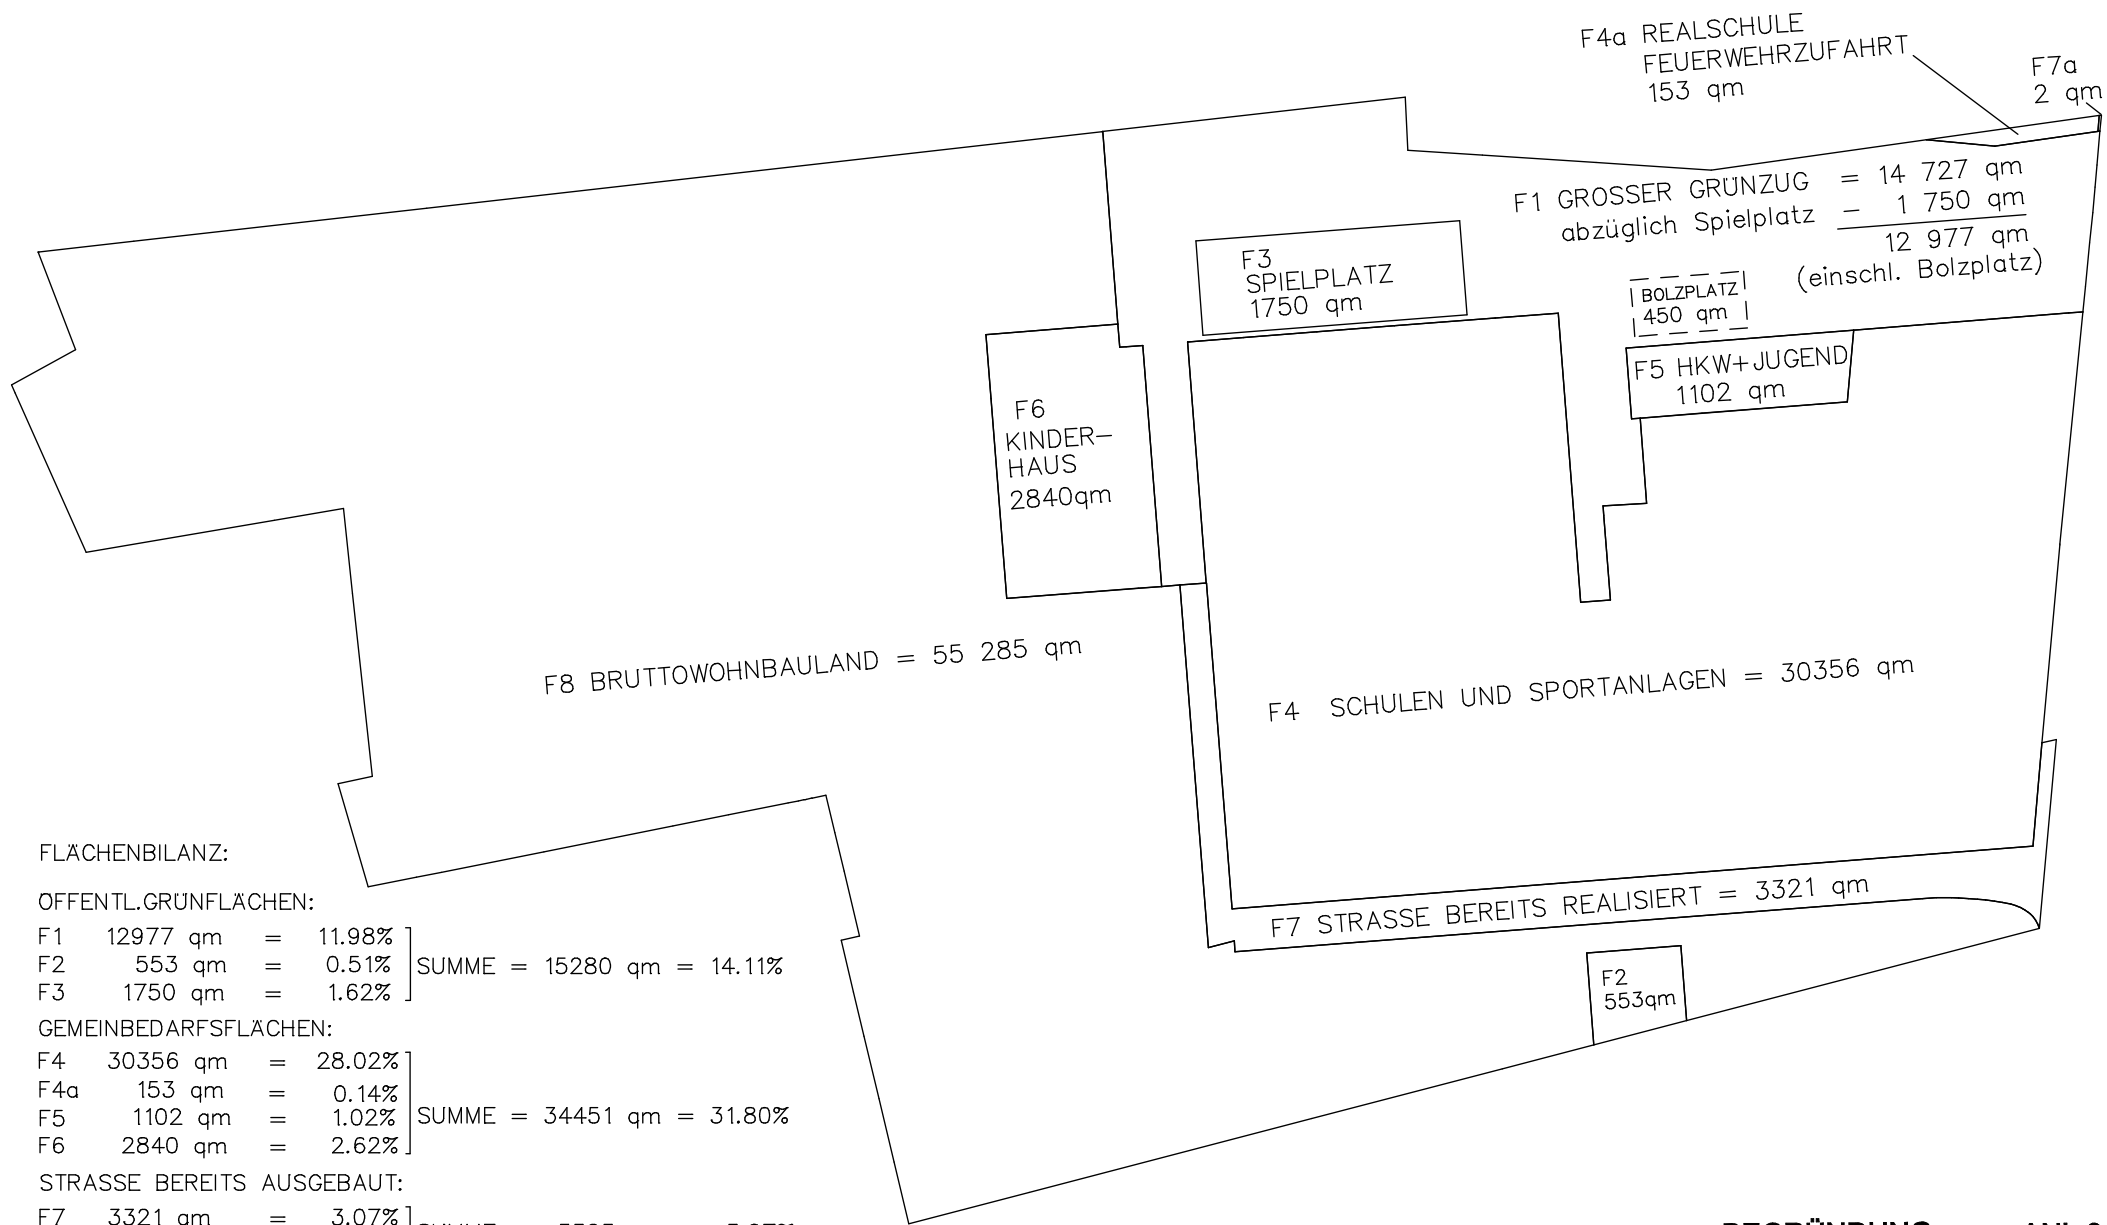 F4a REALSCHULE
FEUERWEHRZUFAHRT
153 qm
F7a
2 qm
F1 GROSSER GRÜNZUG = 14 727 qm
abzüglich Spielplatz – 1 750 qm
12 977 qm
(einschl. Bolzplatz)
F3
SPIELPLATZ
1750 qm
BOLZPLATZ
450 qm
F5 HKW+JUGEND
1102 qm
F6
KINDER–
HAUS
2840qm
F8 BRUTTOWOHNBAULAND = 55 285 qm
F4 SCHULEN UND SPORTANLAGEN = 30356 qm
F7 STRASSE BEREITS REALISIERT = 3321 qm
F2
553qm
FLÄCHENBILANZ:
ÖFFENTL.GRÜNFLÄCHEN:
F1 12977 qm = 11.98%
F2 553 qm = 0.51% SUMME = 15280 qm = 14.11%
F3 1750 qm = 1.62%
GEMEINBEDARFSFLÄCHEN:
F4 30356 qm = 28.02%
F4a 153 qm = 0.14%
F5 1102 qm = 1.02% SUMME = 34451 qm = 31.80%
F6 2840 qm = 2.62%
STRASSE BEREITS AUSGEBAUT:
F7 3321 qm = 3.07%
BEGRÜNDUNG